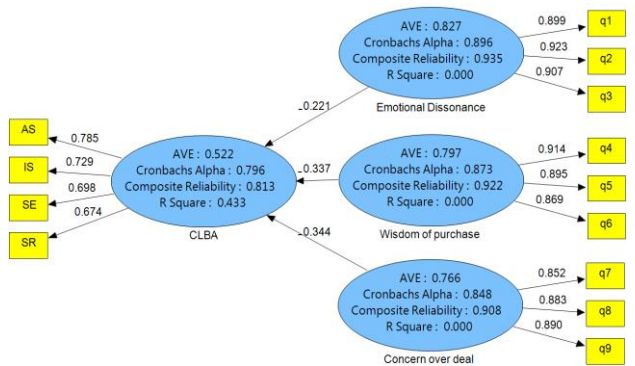 AVE : 0.827
Cronbachs Alpha : 0.896
Composite Reliability : 0.935
R Square : 0.000
Emotional Dissonance
0.899
q1
0.923
q2
0.907
q3
-0.221
AS
0.785
IS
0.729
SE
0.698
SR
0.674
AVE : 0.522
Cronbachs Alpha : 0.796
Composite Reliability : 0.813
R Square : 0.433
CLBA
-0.337
AVE : 0.797
Cronbachs Alpha : 0.873
Composite Reliability : 0.922
R Square : 0.000
Wisdom of purchase
0.914
q4
0.895
q5
0.869
q6
-0.344
AVE : 0.766
Cronbachs Alpha : 0.848
Composite Reliability : 0.908
R Square : 0.000
Concern over deal
0.852
q7
0.883
q8
0.890
q9